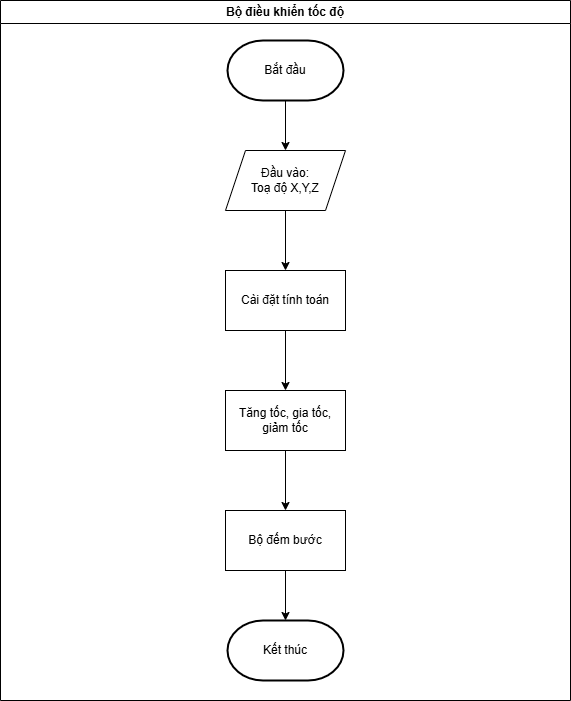 Bộ điều khiển tốc độ
Bắt đầu
Đầu vào:
Toạ độ X,Y,Z
Cải đặt tính toán
Tăng tốc, gia tốc,
giảm tốc
Bộ đếm bước
Kết thúc